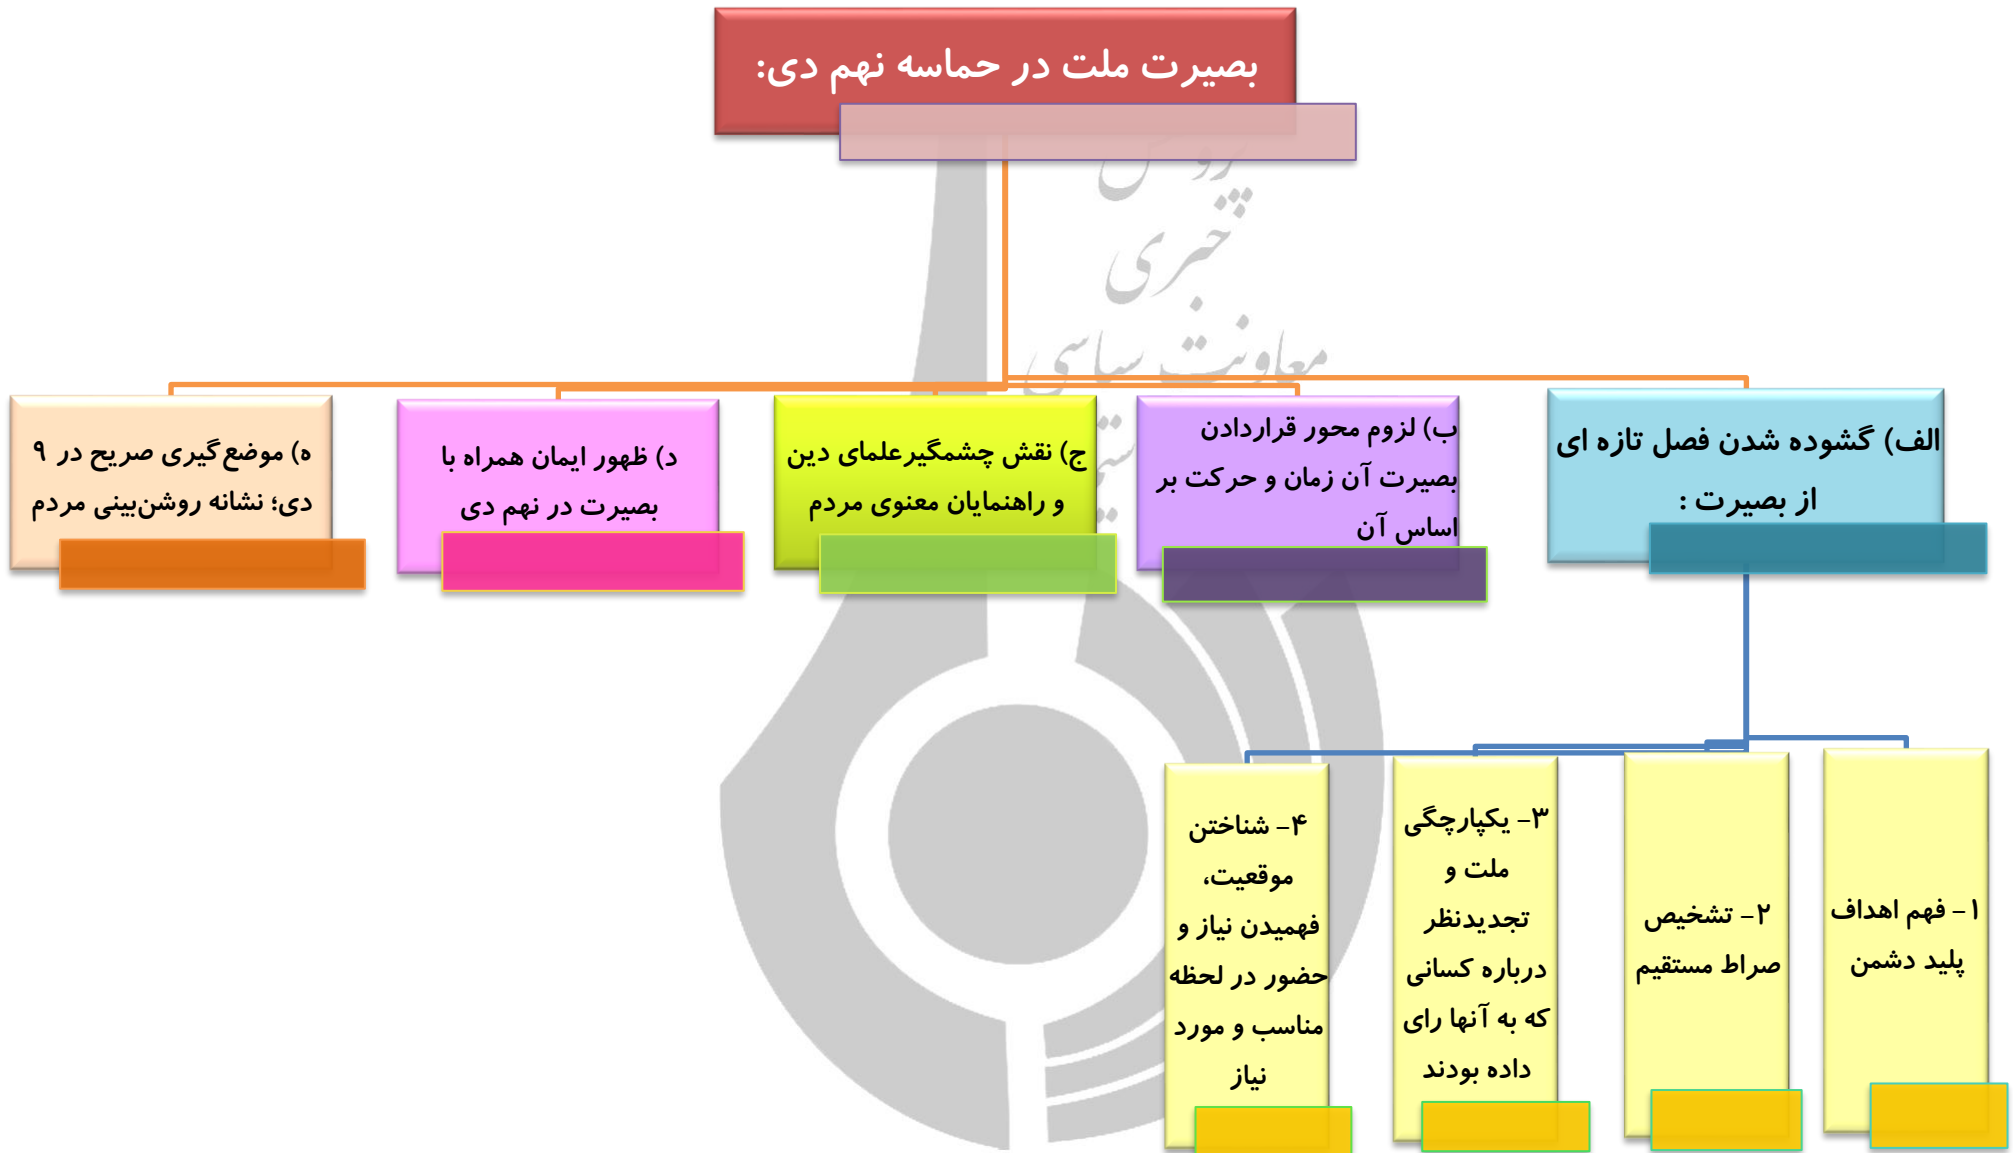 بصیرت ملت در حماسه نهم دی:
الف) گشوده شدن فصل تازه ای
از بصیرت :
ب) لزوم محور قراردادن
بصیرت آن زمان و حرکت بر
اساس آن
ج) نقش چشمگیرعلمای دین
و راهنمایان معنوی مردم
د) ظهور ایمان همراه با
بصیرت در نهم دی
ه) موضع‌گیری صریح در ۹
دی؛ نشانه روشن‌بینی مردم
۱- فهم اهداف
پلید دشمن
۲- تشخیص
صراط مستقیم
۳- یکپارچگی
ملت و
تجدیدنظر
درباره کسانی
که به آنها رای
داده بودند
۴- شناختن
موقعیت،
فهمیدن نیاز و
حضور در لحظه
مناسب و مورد
نیاز
خبری
معاونت سیاسی